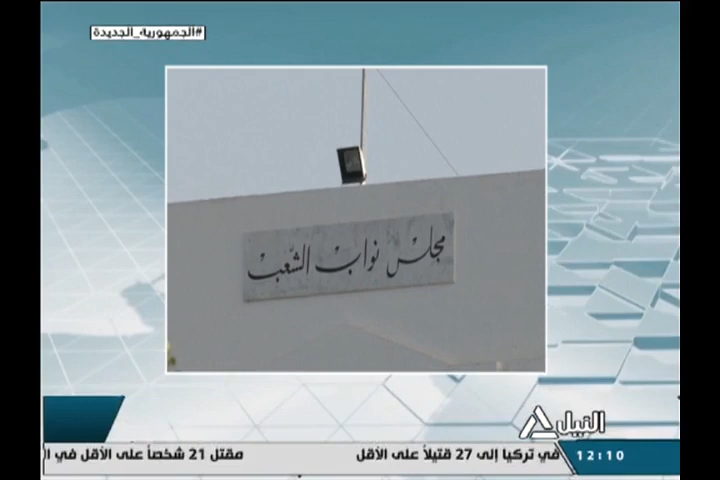 #الجمهورية_الجديدة
مجلس نواب الشعب
النيل
12:10
في تركيا إلى 27 قتيلاً على الأقل
مقتل 21 شخصاً على الأقل في ال